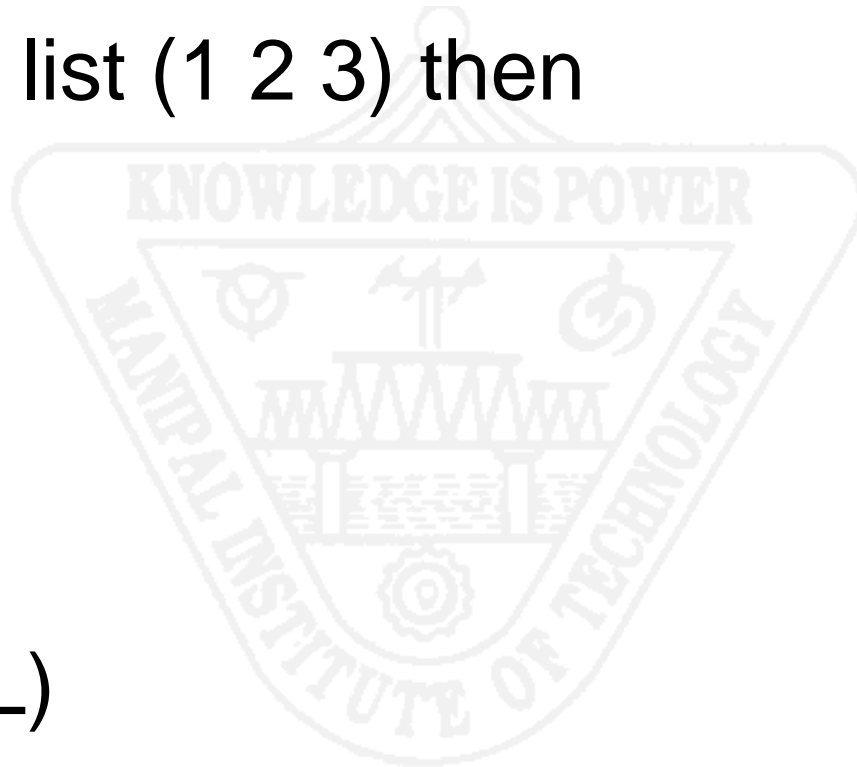 list (1 2 3) then
KNOWLEDGE IS POWER
MANIPAL INSTITUTE OF TECHNOLOGY
)